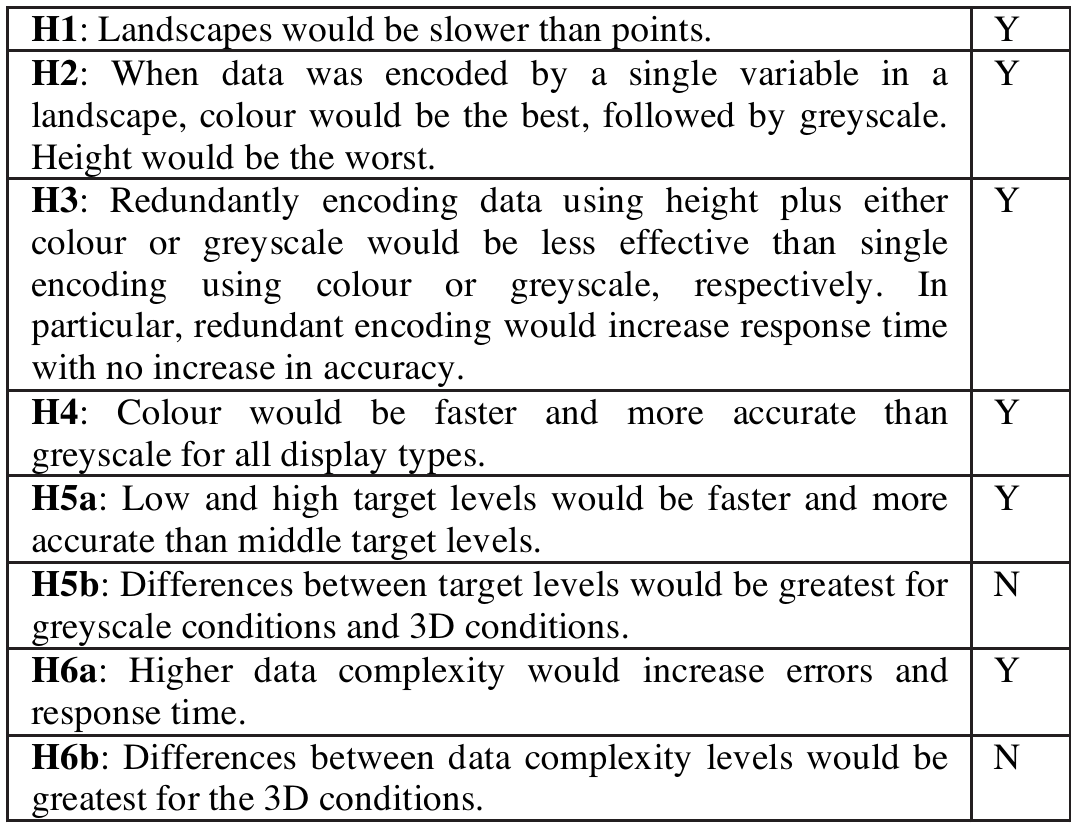 H1: Landscapes would be slower than points. Y
H2: When data was encoded by a single variable in a Y
landscape, colour would be the best, followed by greyscale.
Height would be the worst.
H3: Redundantly encoding data using height plus either Y
colour or greyscale would be less effective than single
encoding using colour or greyscale, respectively. In
particular, redundant encoding would increase response time
with no increase in accuracy.
H4: Colour would be faster and more accurate than Y
greyscale for all display types.
H5a: Low and high target levels would be faster and more Y
accurate than middle target levels.
H5b: Differences between target levels would be greatest for N
greyscale conditions and 3D conditions.
H6a: Higher data complexity would increase errors and Y
response time.
H6b: Differences between data complexity levels would be N
greatest for the 3D conditions.